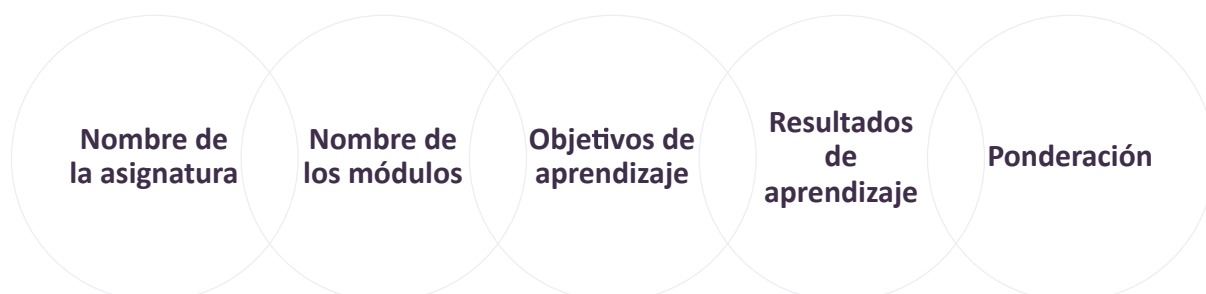 Nombre de
la asignatura
Nombre de
los módulos
Objetivos de
aprendizaje
Resultados
de
aprendizaje
Ponderación